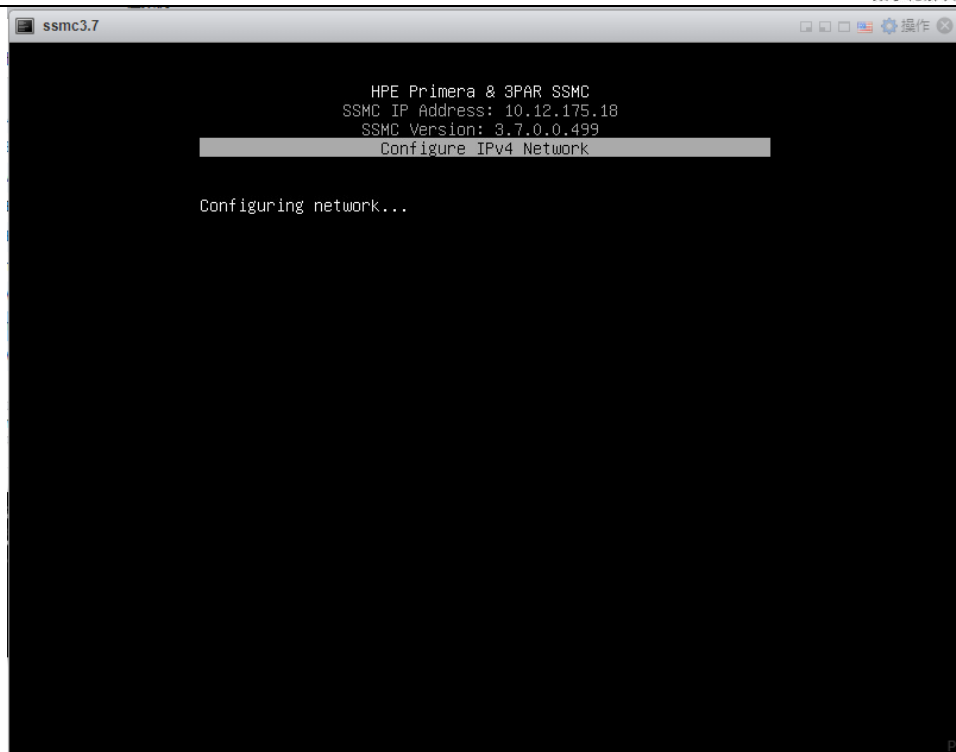 ssmc3.7
操作
HPE Primera & 3PAR SSMC
SSMC IP Address: 10.12.175.18
SSMC Version: 3.7.0.0.499
Configure IPv4 Network
Configuring network...